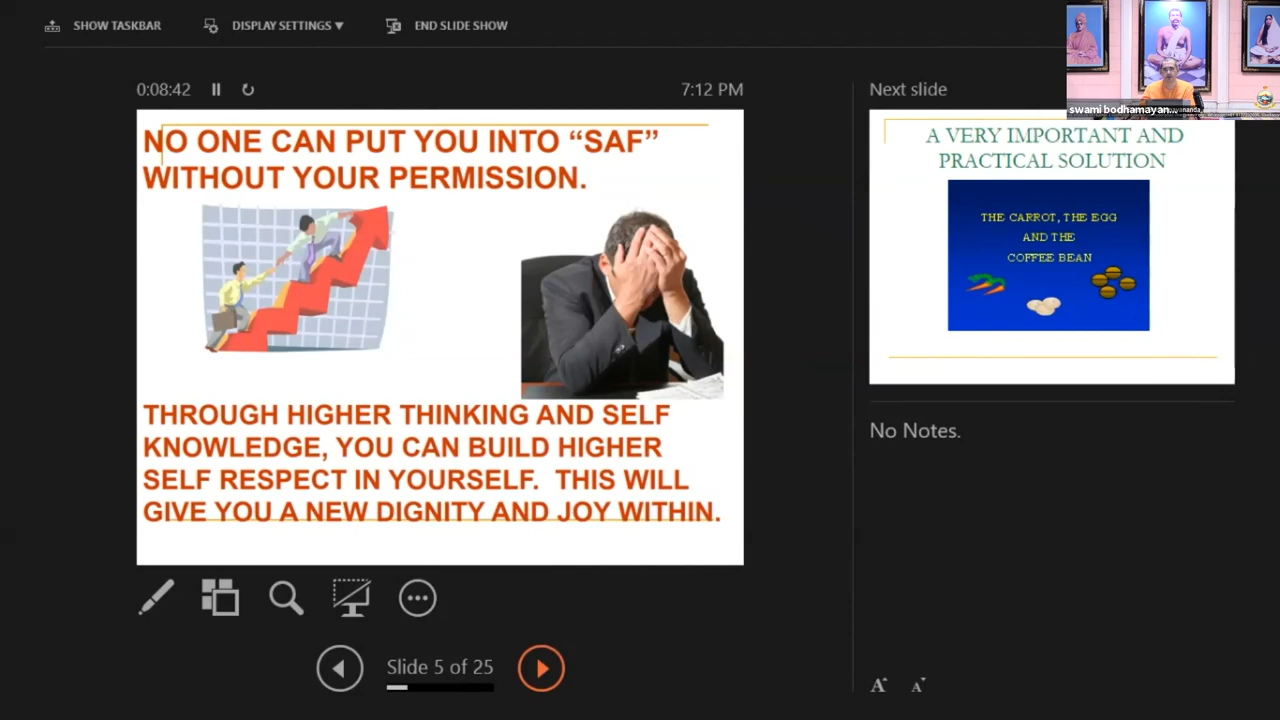 SHOW TASKBAR
DISPLAY SETTINGS ▼
END SLIDE SHOW
swami bodhamayan...
0:08:42
7:12 PM
NO ONE CAN PUT YOU INTO “SAF”
WITHOUT YOUR PERMISSION.
THROUGH HIGHER THINKING AND SELF
KNOWLEDGE, YOU CAN BUILD HIGHER
SELF RESPECT IN YOURSELF. THIS WILL
GIVE YOU A NEW DIGNITY AND JOY WITHIN.
Slide 5 of 25
Next slide
A VERY IMPORTANT AND
PRACTICAL SOLUTION
THE CARROT, THE EGG
AND THE
COFFEE BEAN
No Notes.
A A